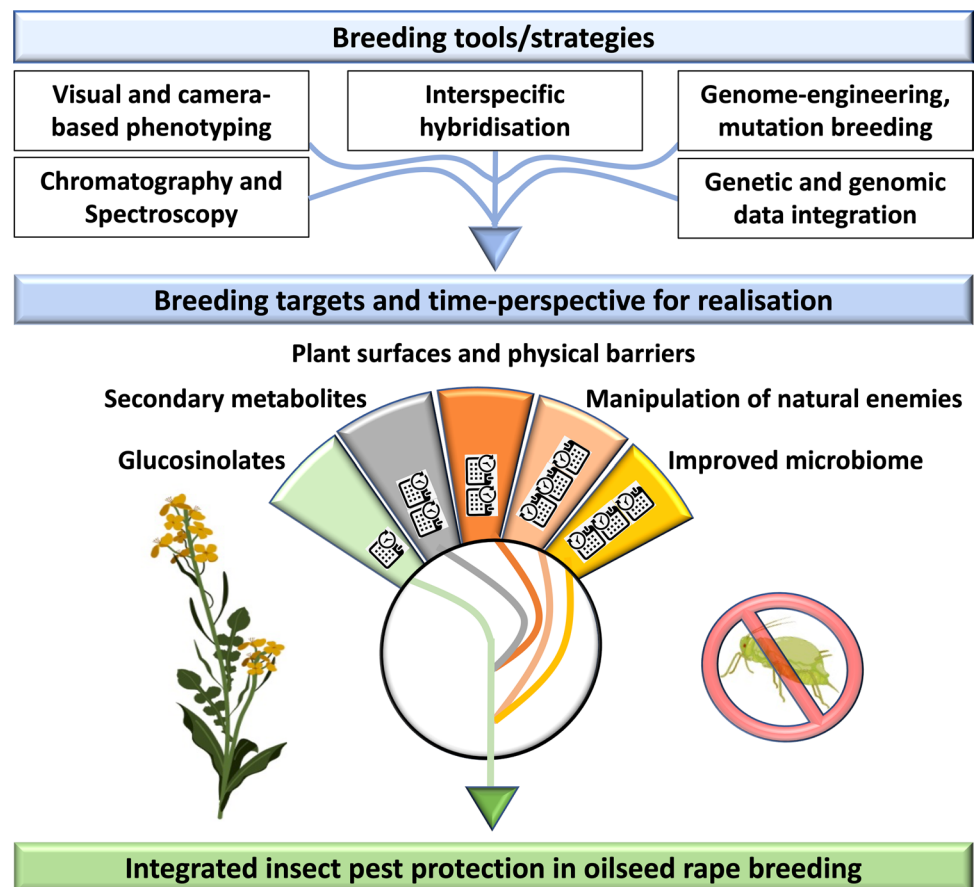 Breeding tools/strategies
Visual and camera-
based phenotyping
Interspecific
hybridisation
Genome-engineering,
mutation breeding
Chromatography and
Spectroscopy
Genetic and genomic
data integration
Breeding targets and time-perspective for realisation
Plant surfaces and physical barriers
Secondary metabolites
Manipulation of natural enemies
Glucosinolates
Improved microbiome
Integrated insect pest protection in oilseed rape breeding